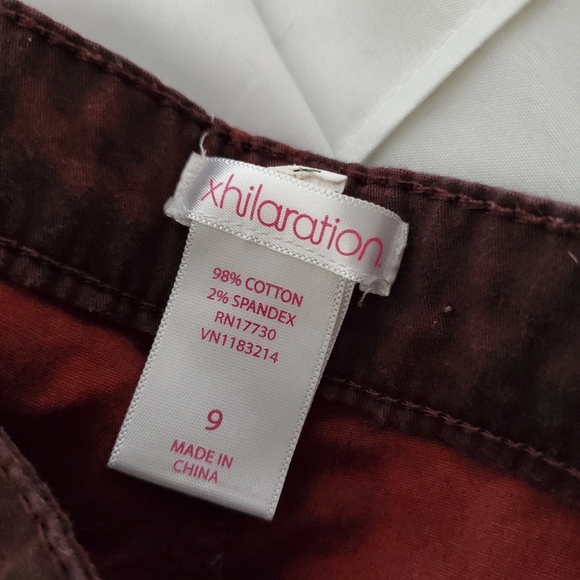 xhilaration
98% COTTON
2% SPANDEX
RN17730
VN1183214
9
MADE IN
CHINA